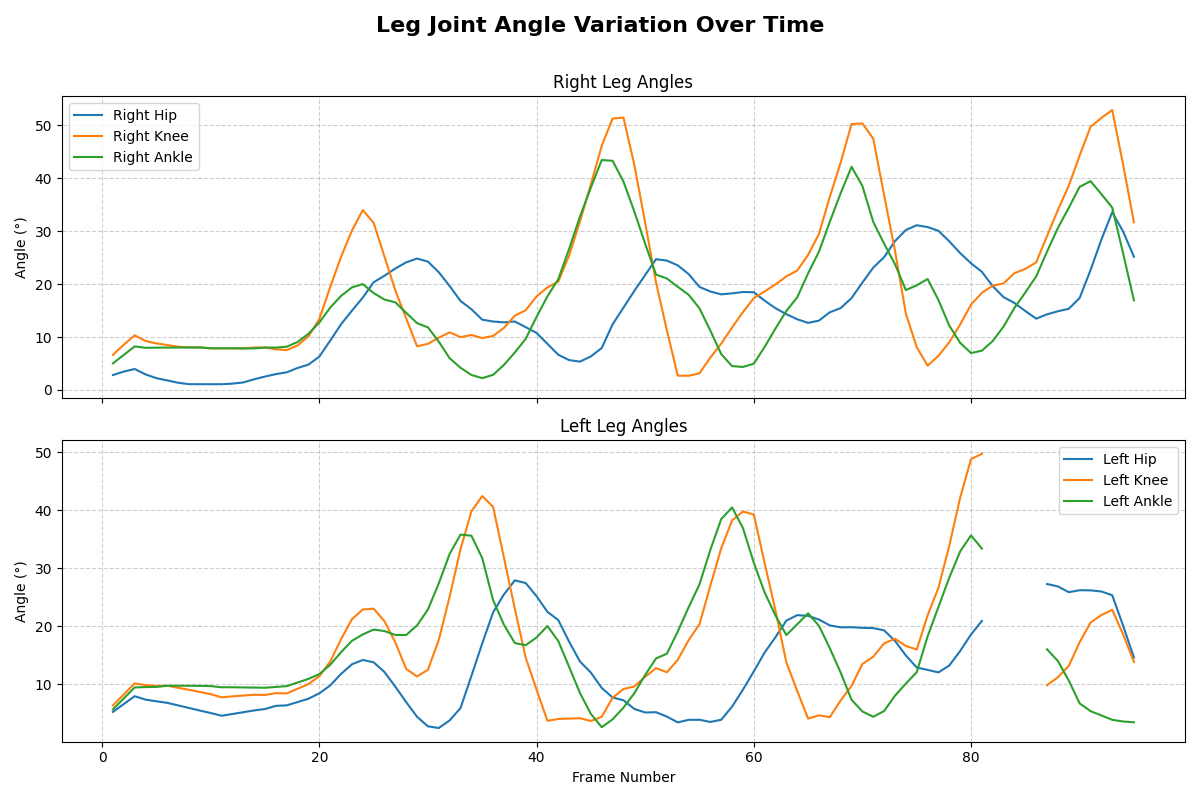 Leg Joint Angle Variation Over Time
Right Leg Angles
Right Hip
Right Knee
Right Ankle
Angle (°)
50
40
30
20
10
0
Left Leg Angles
Left Hip
Left Knee
Left Ankle
Angle (°)
50
40
30
20
10
0 20 40 60 80
Frame Number